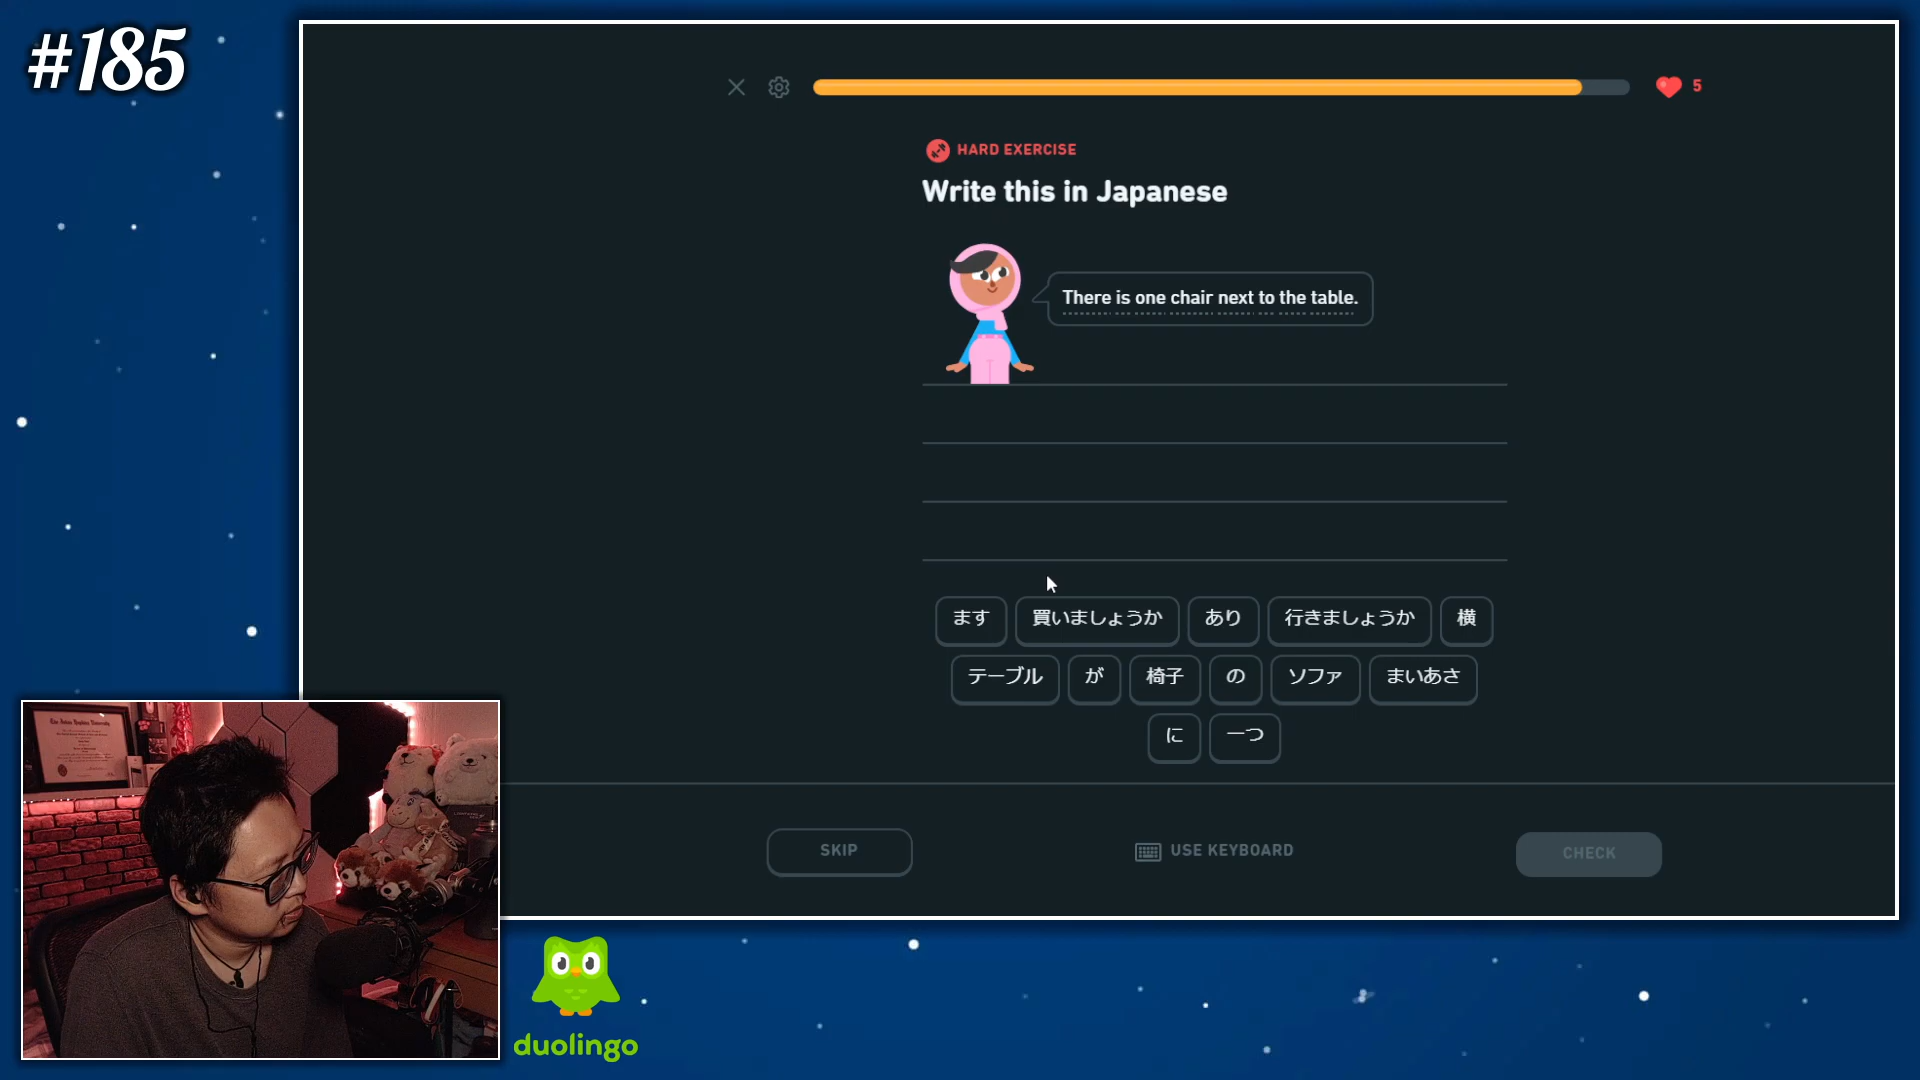 #185
5
HARD EXERCISE
Write this in Japanese
There is one chair next to the table.
ます 買いましょうか あり 行きましょうか 横
テーブル が 椅子 の ソファ まいあさ
に 一つ
SKIP
USE KEYBOARD
CHECK
duolingo